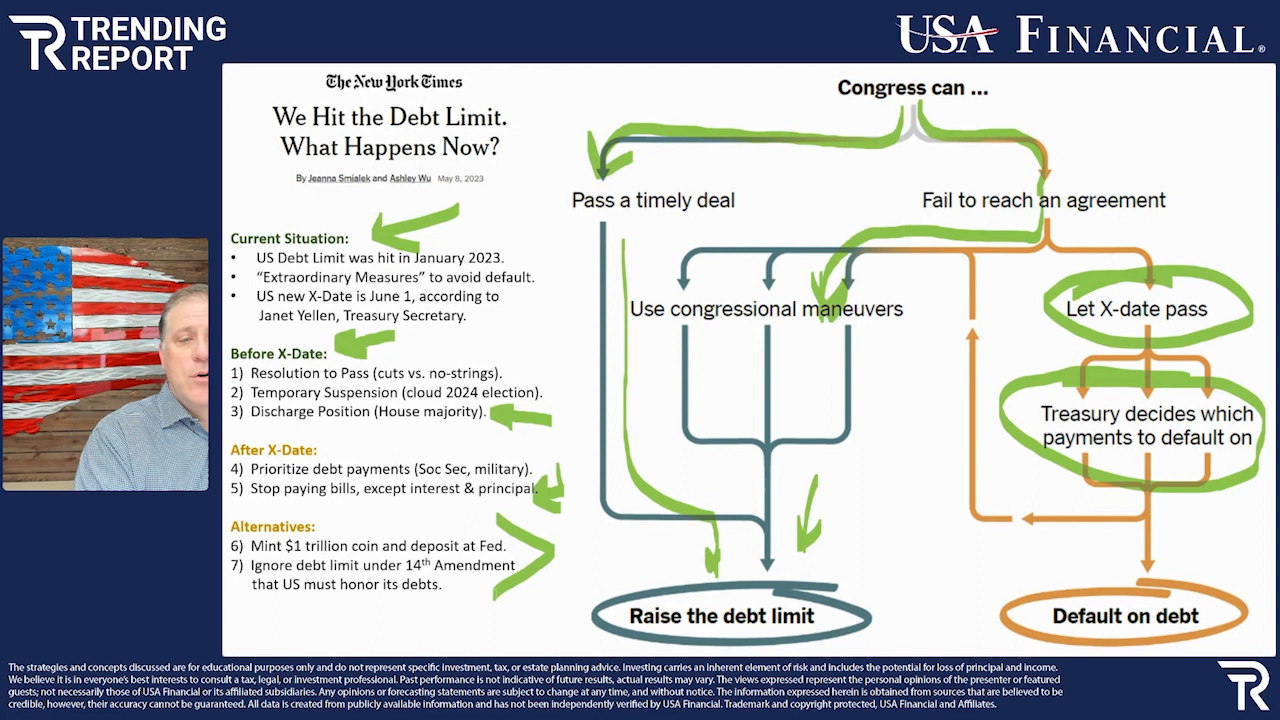 TRENDING
REPORT
USA FINANCIAL®
The New York Times
We Hit the Debt Limit.
What Happens Now?
By Jeanna Smialek and Ashley Wu May 8, 2023
Current Situation:
• US Debt Limit was hit in January 2023.
• “Extraordinary Measures” to avoid default.
• US new X-Date is June 1, according to
Janet Yellen, Treasury Secretary.
Before X-Date:
1) Resolution to Pass (cuts vs. no-strings).
2) Temporary Suspension (cloud 2024 election).
3) Discharge Position (House majority).
After X-Date:
4) Prioritize debt payments (Soc Sec, military).
5) Stop paying bills, except interest & principal.
Alternatives:
6) Mint $1 trillion coin and deposit at Fed.
7) Ignore debt limit under 14th Amendment
that US must honor its debts.
Congress can ...
Pass a timely deal
Fail to reach an agreement
Use congressional maneuvers
Let X-date pass
Treasury decides which
payments to default on
Raise the debt limit
Default on debt
The strategies and concepts discussed are for educational purposes only and do not represent specific investment, tax, or estate planning advice. Investing carries an inherent element of risk and includes the potential for loss of principal and income.
We believe it is in everyone's best interests to consult a tax, legal, or investment professional. Past performance is not indicative of future results, actual results may vary. The views expressed represent the personal opinions of the presenter or featured
guests; not necessarily those of USA Financial or its affiliated subsidiaries. Any opinions or forecasting statements are subject to change at any time, and without notice. The information expressed herein is obtained from sources that are believed to be
credible, however, their accuracy cannot be guaranteed. All data is created from publicly available information and has not been independently verified by USA Financial. Trademark and copyright protected, USA Financial and Affiliates.